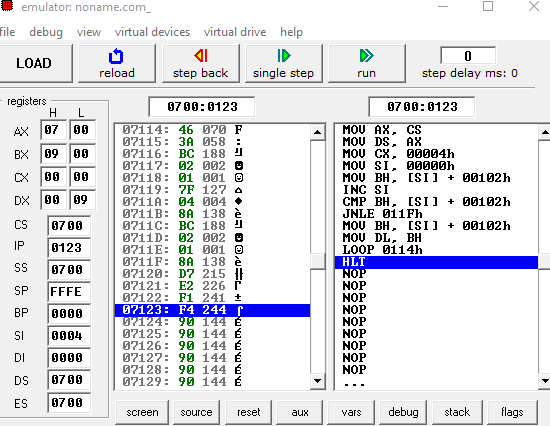 emulator: noname.com_
file debug view virtual devices virtual drive help
LOAD reload step back single step run 0 step delay ms: 0
registers
H L
0700:0123 0700:0123
AX 07 00
BX 09 00
CX 00 00
DX 00 09
CS 0700
IP 0123
SS 0700
SP FFFE
BP 0000
SI 0004
DI 0000
DS 0700
ES 0700
07114: 46 070 F
07115: 3A 058 :
07116: BC 188 ╝
07117: 02 002 ☻
07118: 01 001 ☺
07119: 7F 127 ⌂
0711A: 04 004 ♦
0711B: 8A 138 è
0711C: BC 188 ╝
0711D: 02 002 ☻
0711E: 01 001 ☺
0711F: 8A 138 è
07120: D7 215 ╫
07121: E2 226 Γ
07122: F1 241 ±
07123: F4 244 ⌠
07124: 90 144 É
07125: 90 144 É
07126: 90 144 É
07127: 90 144 É
07128: 90 144 É
07129: 90 144 É
MOV AX, CS
MOV DS, AX
MOV CX, 00004h
MOV SI, 00000h
MOV BH, [SI] + 00102h
INC SI
CMP BH, [SI] + 00102h
JNLE 011Fh
MOV BH, [SI] + 00102h
MOV DL, BH
LOOP 0114h
HLT
NOP
NOP
NOP
NOP
NOP
NOP
NOP
NOP
NOP
...
screen source reset aux vars debug stack flags